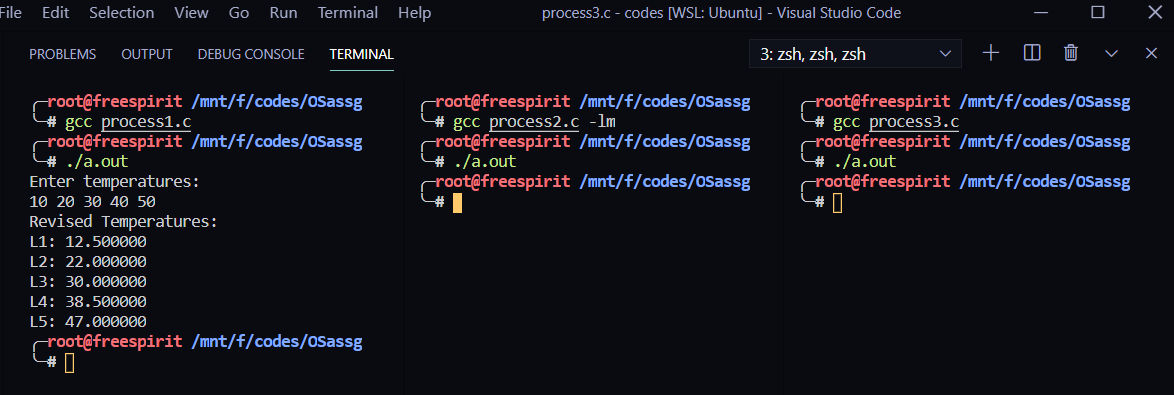 File Edit Selection View Go Run Terminal Help process3.c - codes [WSL: Ubuntu] - Visual Studio Code
PROBLEMS OUTPUT DEBUG CONSOLE TERMINAL 3: zsh, zsh, zsh
╭─root@freespirit /mnt/f/codes/OSassg
╰─# gcc process1.c
╭─root@freespirit /mnt/f/codes/OSassg
╰─# ./a.out
Enter temperatures:
10 20 30 40 50
Revised Temperatures:
L1: 12.500000
L2: 22.000000
L3: 30.000000
L4: 38.500000
L5: 47.000000
╭─root@freespirit /mnt/f/codes/OSassg
╰─#
╭─root@freespirit /mnt/f/codes/OSassg
╰─# gcc process2.c -lm
╭─root@freespirit /mnt/f/codes/OSassg
╰─# ./a.out
╭─root@freespirit /mnt/f/codes/OSassg
╰─#
╭─root@freespirit /mnt/f/codes/OSassg
╰─# gcc process3.c
╭─root@freespirit /mnt/f/codes/OSassg
╰─# ./a.out
╭─root@freespirit /mnt/f/codes/OSassg
╰─#